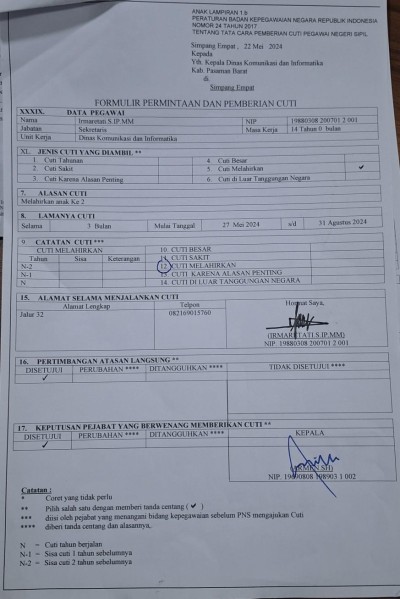 ANAK LAMPIRAN 1.b
PERATURAN BADAN KEPEGAWAIAN NEGARA REPUBLIK INDONESIA
NOMOR 24 TAHUN 2017
TENTANG TATA CARA PEMBERIAN CUTI PEGAWAI NEGERI SIPIL
Simpang Empat , 22 Mei 2024
Kepada
Yth. Kepala Dinas Komunikasi dan Informatika
Kab. Pasaman Barat
di
Simpang Empat
FORMULIR PERMINTAAN DAN PEMBERIAN CUTI
XXXIX. DATA PEGAWAI
Nama Irmaneitati S.IP.MM NIP 19880308 200701 2 001
Jabatan Sekretaris Masa Kerja 14 Tahun 0 bulan
Unit Kerja Dinas Komunikasi dan Informatika
XL. JENIS CUTI YANG DIAMBIL **
1. Cuti Tahunan 4. Cuti Besar
2. Cuti Sakit 5. Cuti Melahirkan ✔
3. Cuti Karena Alasan Penting 6. Cuti di Luar Tanggungan Negara
7. ALASAN CUTI
Melahirkan anak Ke 2
8. LAMANYA CUTI
Selama 3 Bulan Mulai Tanggal 27 Mei 2024 s/d 31 Agustus 2024
9. CATATAN CUTI ***
CUTI MELAHIRKAN 10. CUTI BESAR
Tahun Sisa Keterangan 11. CUTI SAKIT
N-2 12. CUTI MELAHIRKAN
N-1 13. CUTI KARENA ALASAN PENTING
N 14. CUTI DI LUAR TANGGUNGAN NEGARA
15. ALAMAT SELAMA MENJALANKAN CUTI
Alamat Lengkap Telpon Hormat Saya,
Jalur 32 082169015760
S.IP.MM)
NIP. 19880308 200701 2 001
16. PERTIMBANGAN ATASAN LANGSUNG **
DISETUJUI PERUBAHAN **** DITANGGUHKAN **** TIDAK DISETUJUI ****
✓
17. KEPUTUSAN PEJABAT YANG BERWENANG MEMBERIKAN CUTI **
DISETUJUI PERUBAHAN **** DITANGGUHKAN **** KEPALA
✓
NIP. 19690808 198903 1 002
Catatan :
* Coret yang tidak perlu
** Pilih salah satu dengan memberi tanda centang ( ✔ )
*** diisi oleh pejabat yang menangani bidang kepegawaian sebelum PNS mengajukan Cuti
**** diberi tanda centang dan alasannya,
N = Cuti tahun berjalan
N-1 = Sisa cuti 1 tahun sebelumnya
N-2 = Sisa cuti 2 tahun sebelumnya